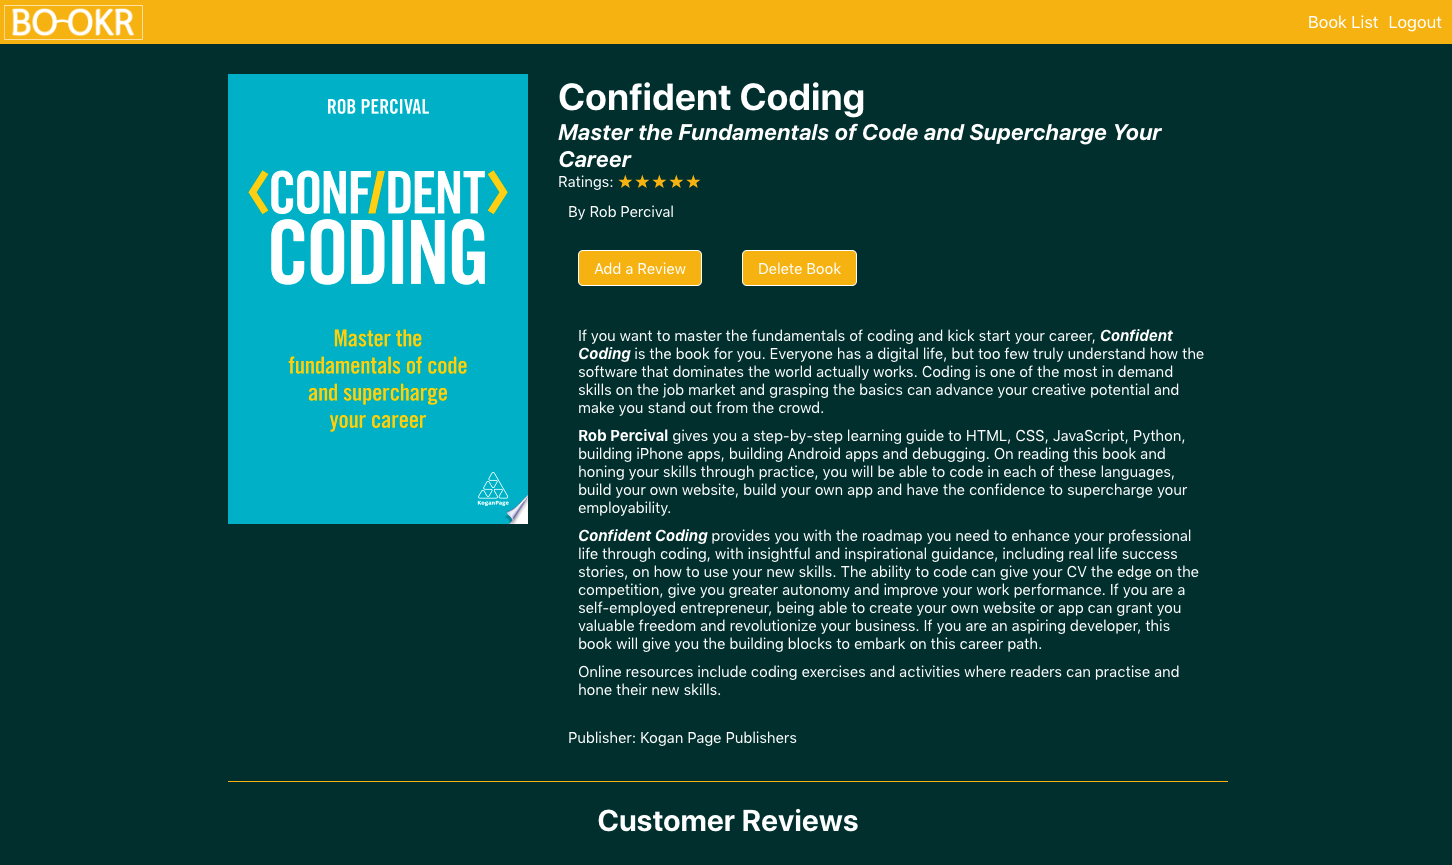 BO-OKR
Book List Logout
ROB PERCIVAL
<CONF/DENT>
CODING
Master the
fundamentals of code
and supercharge
your career
KoganPage
Confident Coding
Master the Fundamentals of Code and Supercharge Your
Career
Ratings: ★★★★★
By Rob Percival
Add a Review Delete Book
If you want to master the fundamentals of coding and kick start your career, Confident
Coding is the book for you. Everyone has a digital life, but too few truly understand how the
software that dominates the world actually works. Coding is one of the most in demand
skills on the job market and grasping the basics can advance your creative potential and
make you stand out from the crowd.
Rob Percival gives you a step-by-step learning guide to HTML, CSS, JavaScript, Python,
building iPhone apps, building Android apps and debugging. On reading this book and
honing your skills through practice, you will be able to code in each of these languages,
build your own website, build your own app and have the confidence to supercharge your
employability.
Confident Coding provides you with the roadmap you need to enhance your professional
life through coding, with insightful and inspirational guidance, including real life success
stories, on how to use your new skills. The ability to code can give your CV the edge on the
competition, give you greater autonomy and improve your work performance. If you are a
self-employed entrepreneur, being able to create your own website or app can grant you
valuable freedom and revolutionize your business. If you are an aspiring developer, this
book will give you the building blocks to embark on this career path.
Online resources include coding exercises and activities where readers can practise and
hone their new skills.
Publisher: Kogan Page Publishers
Customer Reviews